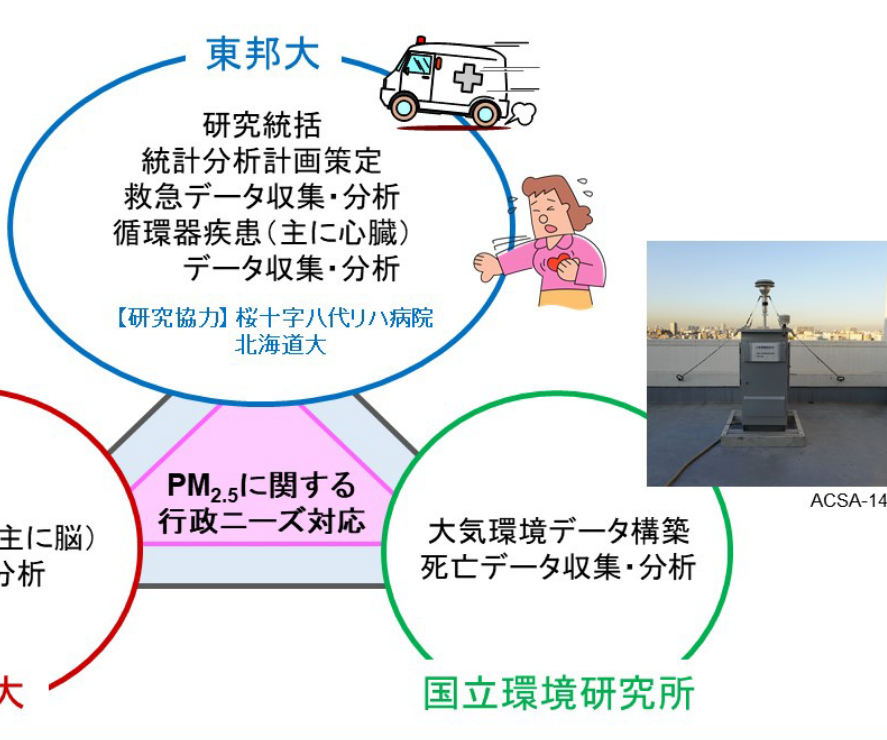 東邦大
研究統括
統計分析計画策定
救急データ収集・分析
循環器疾患（主に心臓）
データ収集・分析
【研究協力】桜十字八代リハ病院
北海道大
PM2.5に関する
行政ニーズ対応
主に脳）
分析
大
大気環境データ構築
死亡データ収集・分析
国立環境研究所
ACSA-14